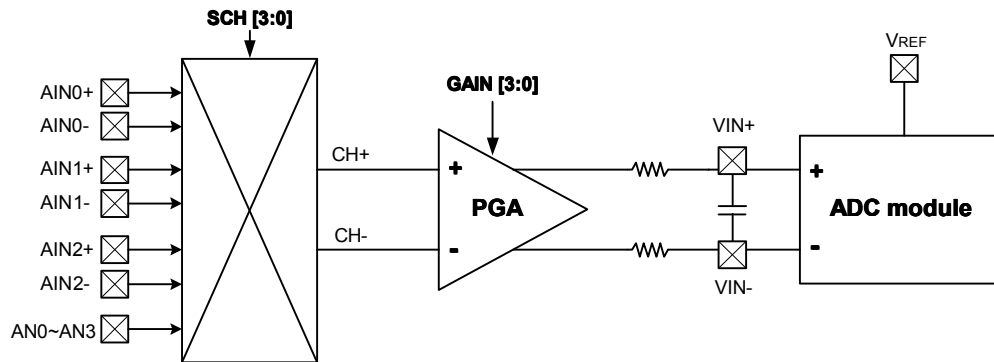 SCH [3:0]
VREF
AIN0+
GAIN [3:0]
AIN0-
VIN+
CH+
AIN1+
+
+
AIN1-
PGA
ADC module
CH-
AIN2+
-
-
AIN2-
VIN-
AN0~AN3